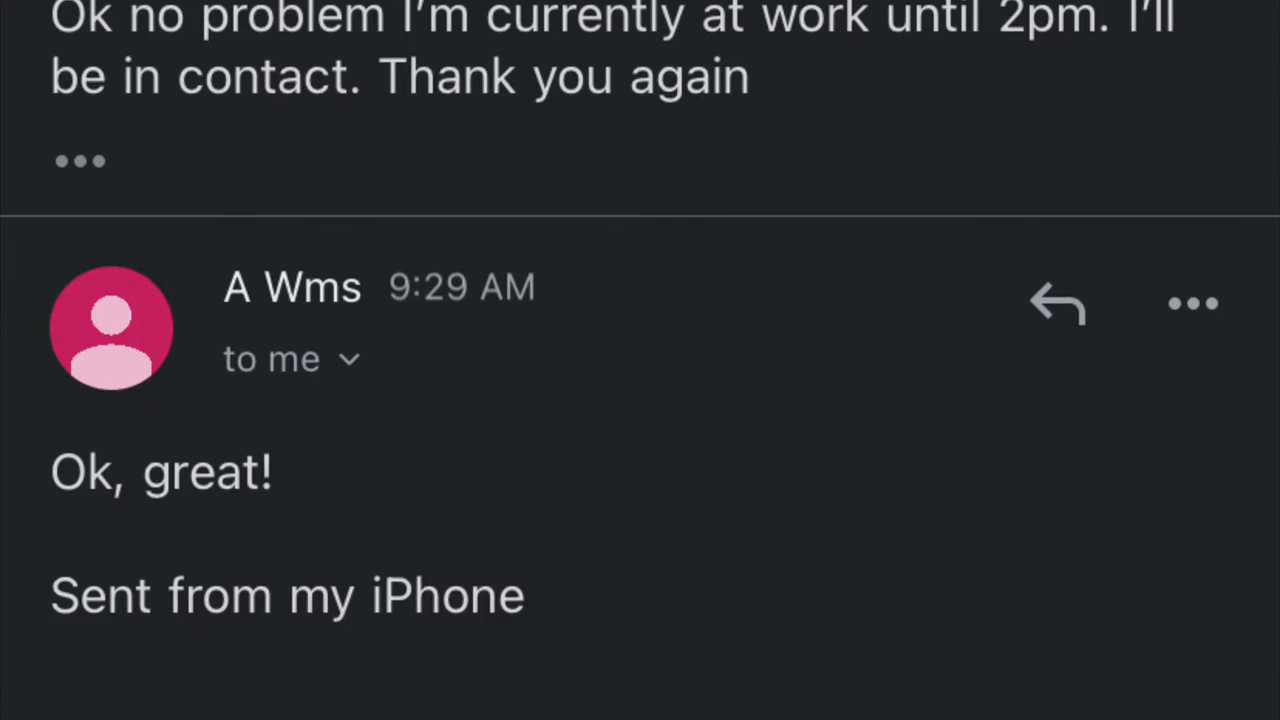 Ok no problem I’m currently at work until 2pm. I’ll
be in contact. Thank you again
A Wms 9:29 AM
to me
Ok, great!
Sent from my iPhone